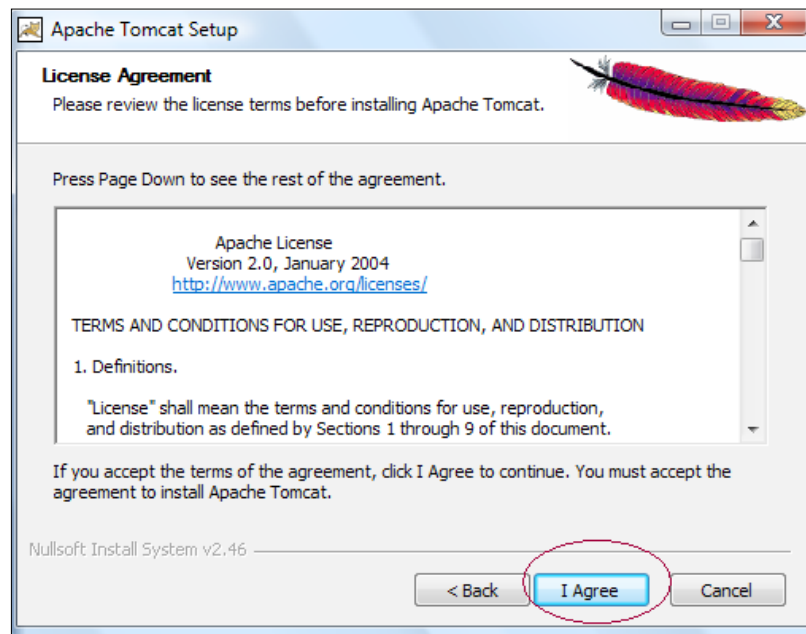 Apache Tomcat Setup
License Agreement
Please review the license terms before installing Apache Tomcat.
Press Page Down to see the rest of the agreement.
Apache License
Version 2.0, January 2004
http://www.apache.org/licenses/
TERMS AND CONDITIONS FOR USE, REPRODUCTION, AND DISTRIBUTION
1. Definitions.
"License" shall mean the terms and conditions for use, reproduction,
and distribution as defined by Sections 1 through 9 of this document.
If you accept the terms of the agreement, click I Agree to continue. You must accept the
agreement to install Apache Tomcat.
Nullsoft Install System v2.46
< Back I Agree Cancel